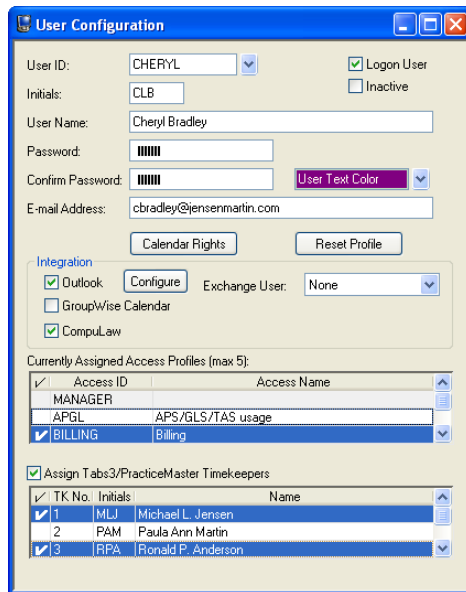 User Configuration
User ID: CHERYL Logon User
Initials: CLB Inactive
User Name: Cheryl Bradley
Password:
Confirm Password: User Text Color
E-mail Address: cbradley@jensenmartin.com
Calendar Rights Reset Profile
Integration
Outlook Configure Exchange User: None
GroupWise Calendar
CompuLaw
Currently Assigned Access Profiles (max 5):
Access ID Access Name
MANAGER
APGL APS/GLS/TAS usage
BILLING Billing
Assign Tabs3/PracticeMaster Timekeepers
TK No. Initials Name
1 MLJ Michael L. Jensen
2 PAM Paula Ann Martin
3 RPA Ronald P. Anderson